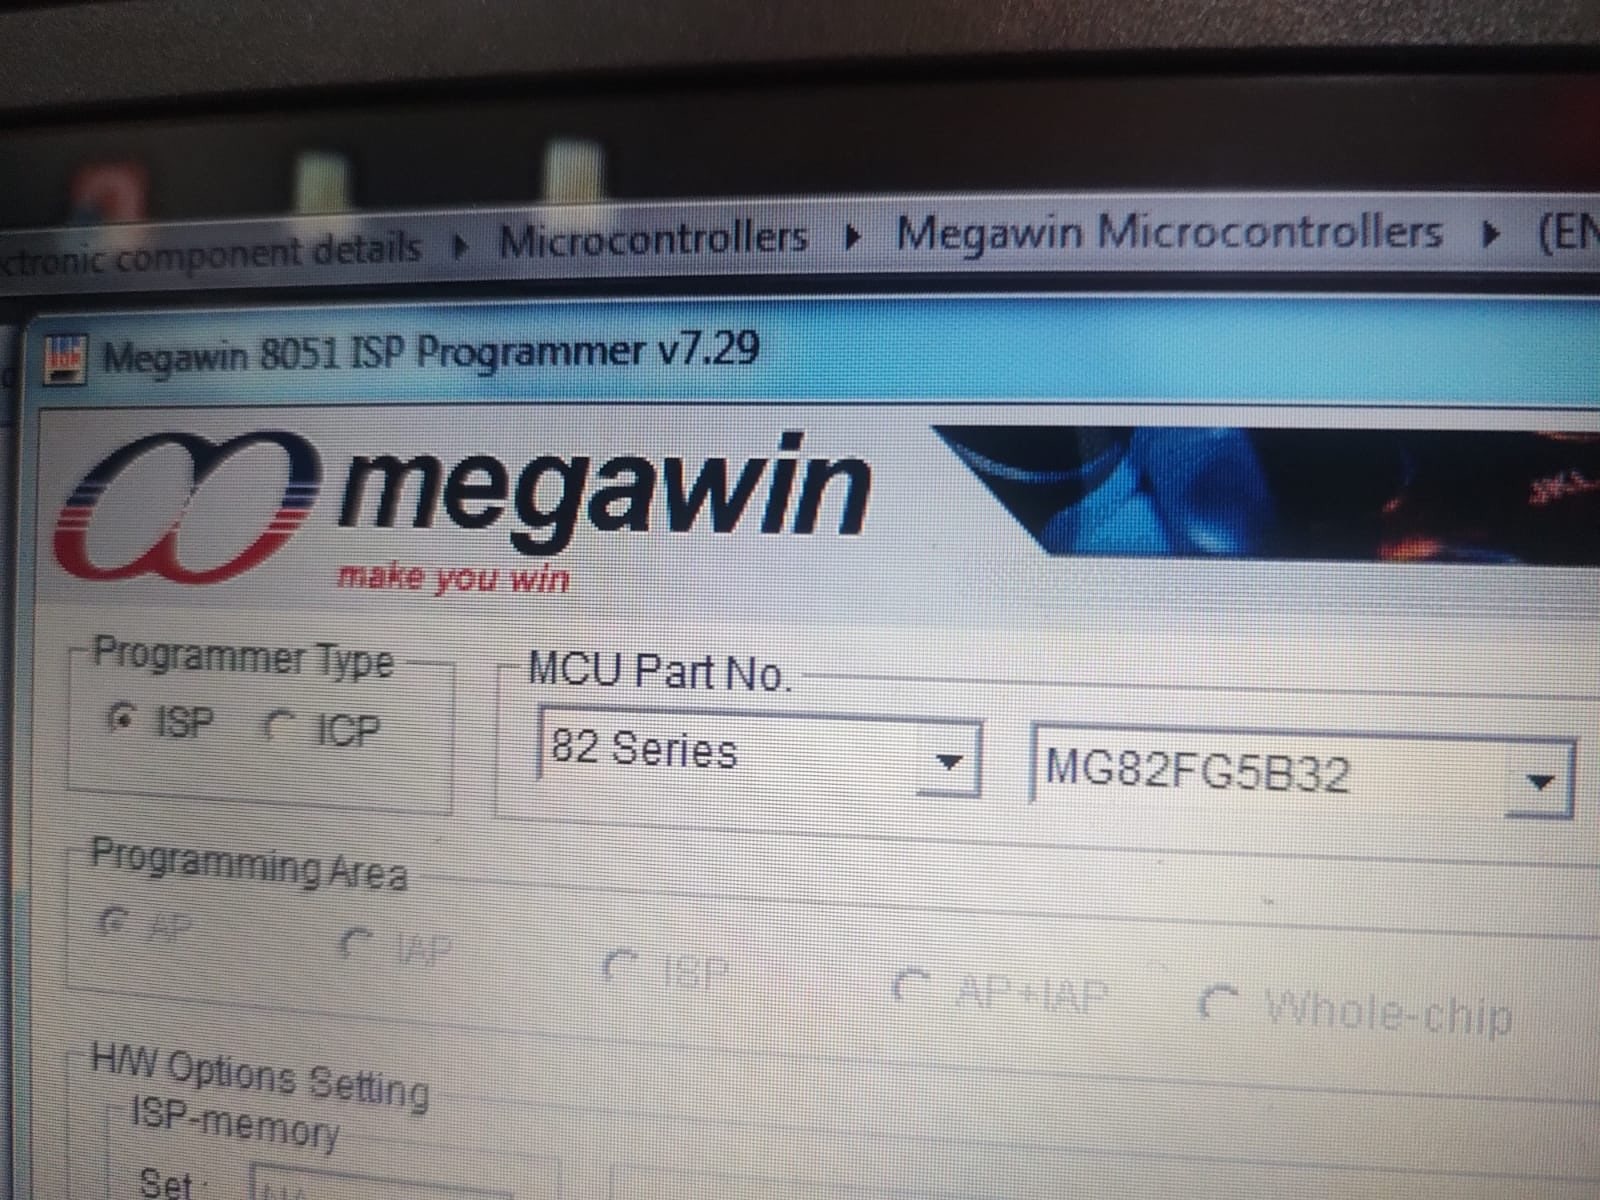 ctronic component details Microcontrollers Megawin Microcontrollers (EN
Megawin 8051 ISP Programmer v7.29
megawin
make you win
Programmer Type
ISP ICP
MCU Part No.
82 Series MG82FG5B32
Programming Area
AP IAP ISP AP+IAP Whole-chip
H/W Options Setting
ISP-memory
Set :